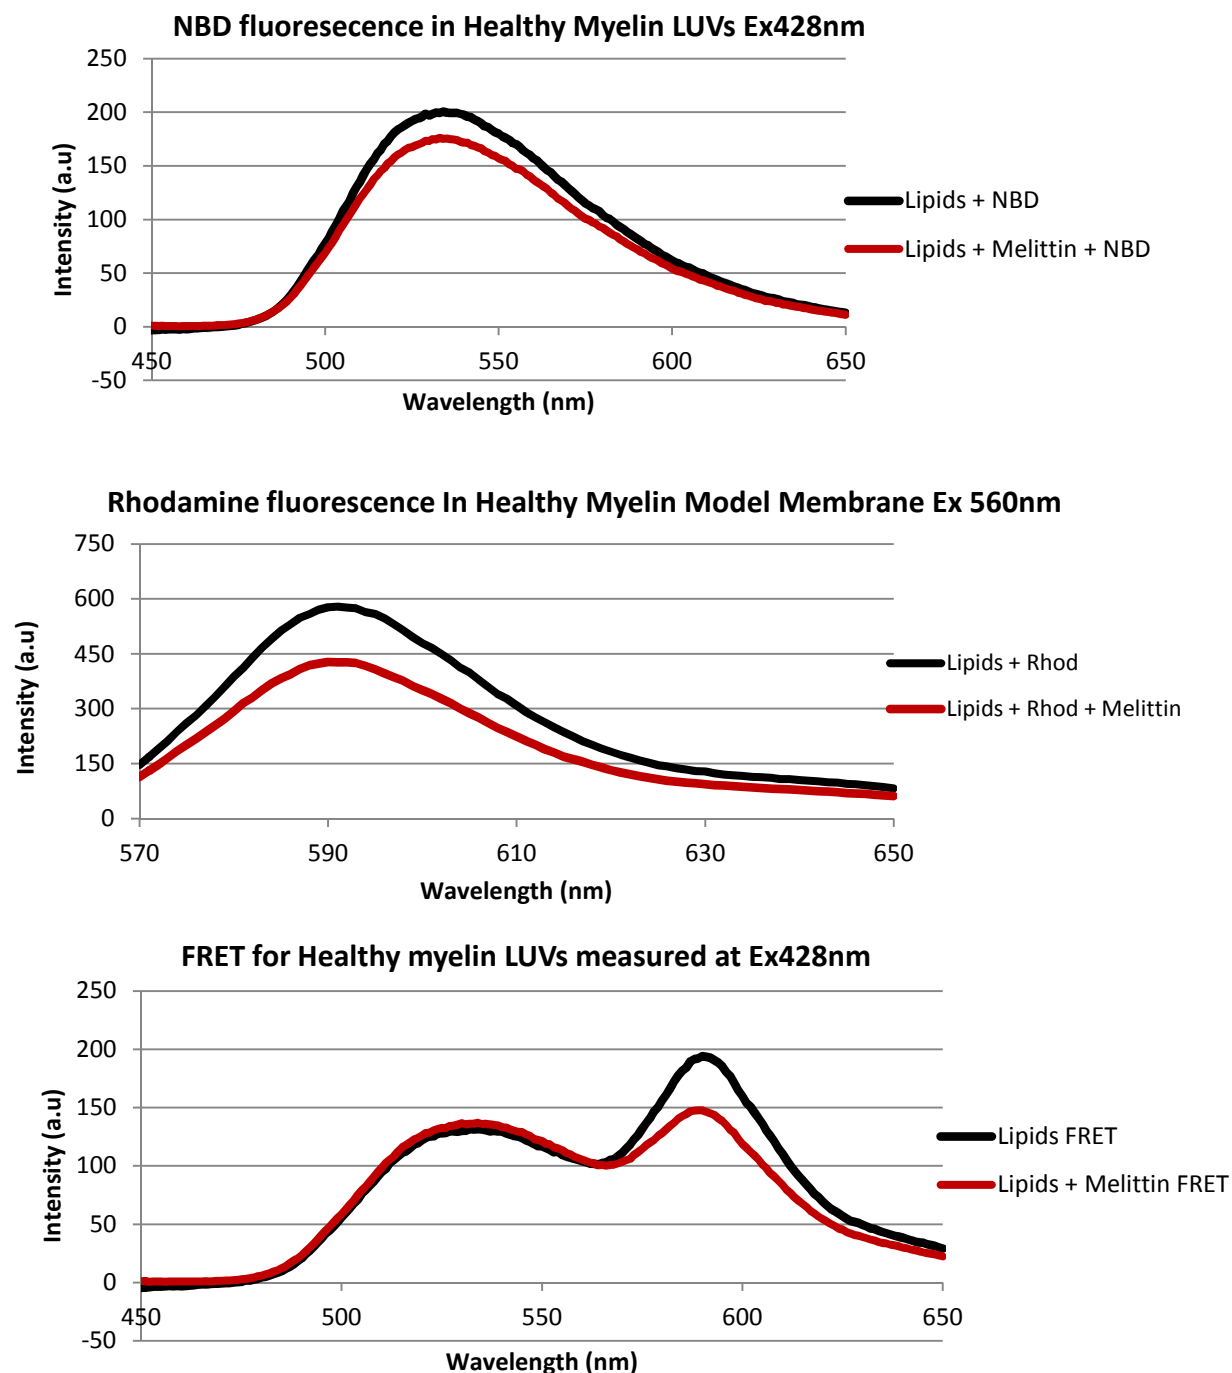 NBD fluoresecence in Healthy Myelin LUVs Ex428nm
250
200
150
100
50
0
-50
450 500 550 600 650
Intensity (a.u)
Wavelength (nm)
Lipids + NBD
Lipids + Melittin + NBD
Rhodamine fluorescence In Healthy Myelin Model Membrane Ex 560nm
750
600
450
300
150
0
570 590 610 630 650
Intensity (a.u)
Wavelength (nm)
Lipids + Rhod
Lipids + Rhod + Melittin
FRET for Healthy myelin LUVs measured at Ex428nm
250
200
150
100
50
0
-50
450 500 550 600 650
Intensity (a.u)
Wavelength (nm)
Lipids FRET
Lipids + Melittin FRET